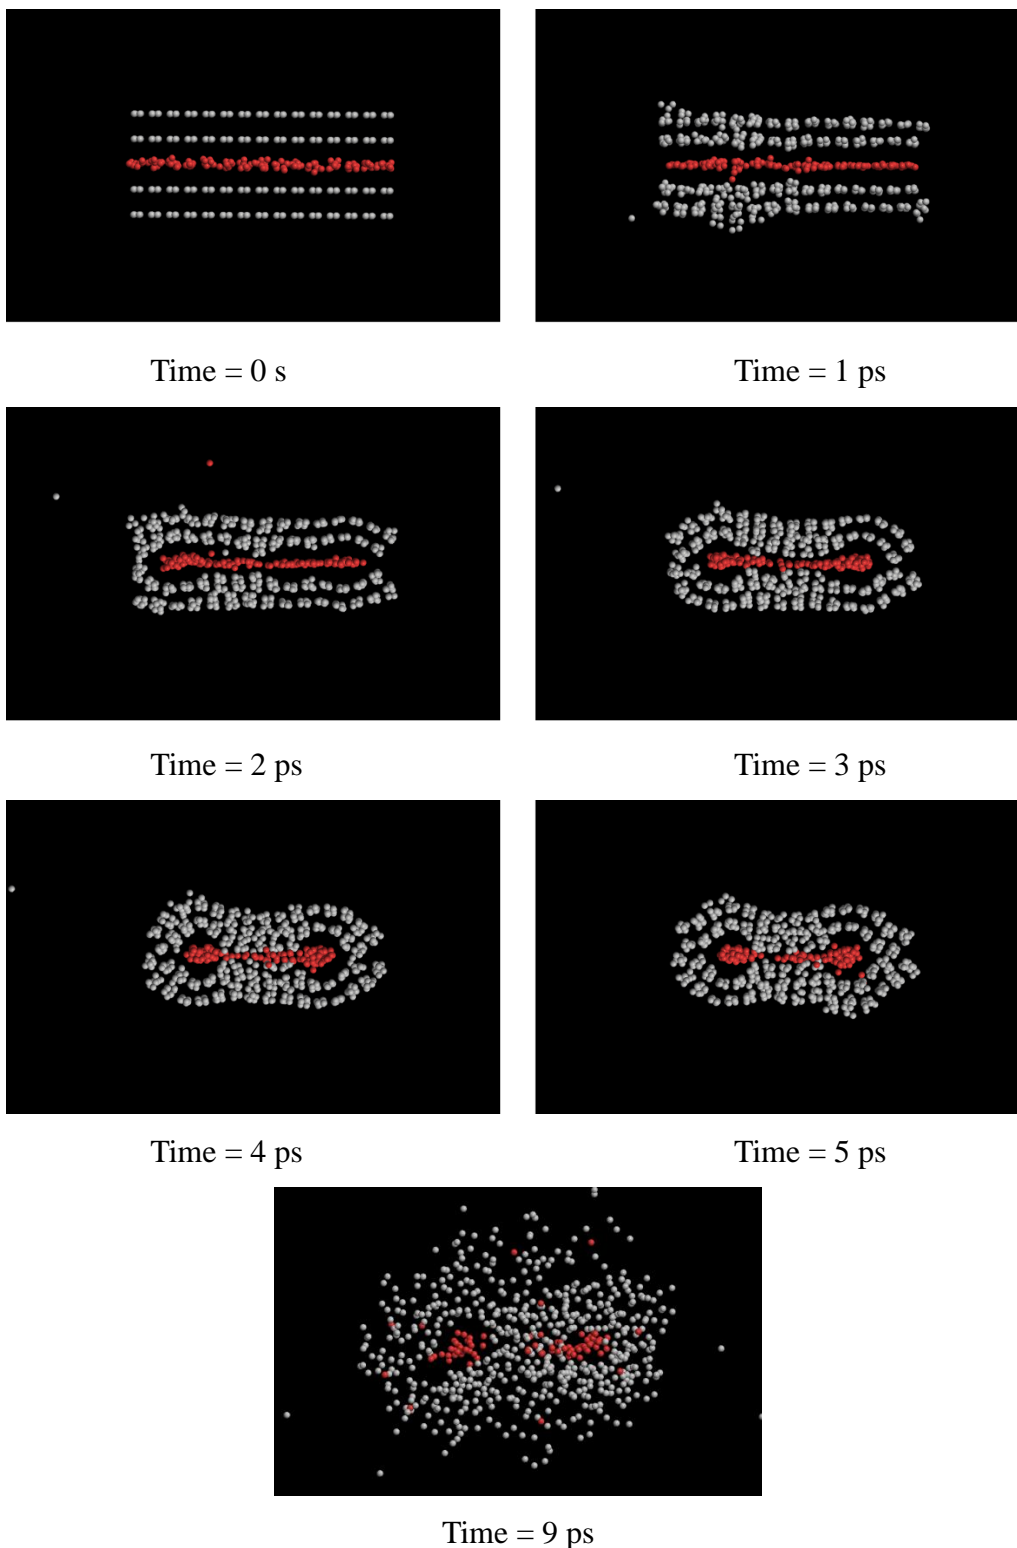 Time = 0 s
Time = 1 ps
Time = 2 ps
Time = 3 ps
Time = 4 ps
Time = 5 ps
Time = 9 ps